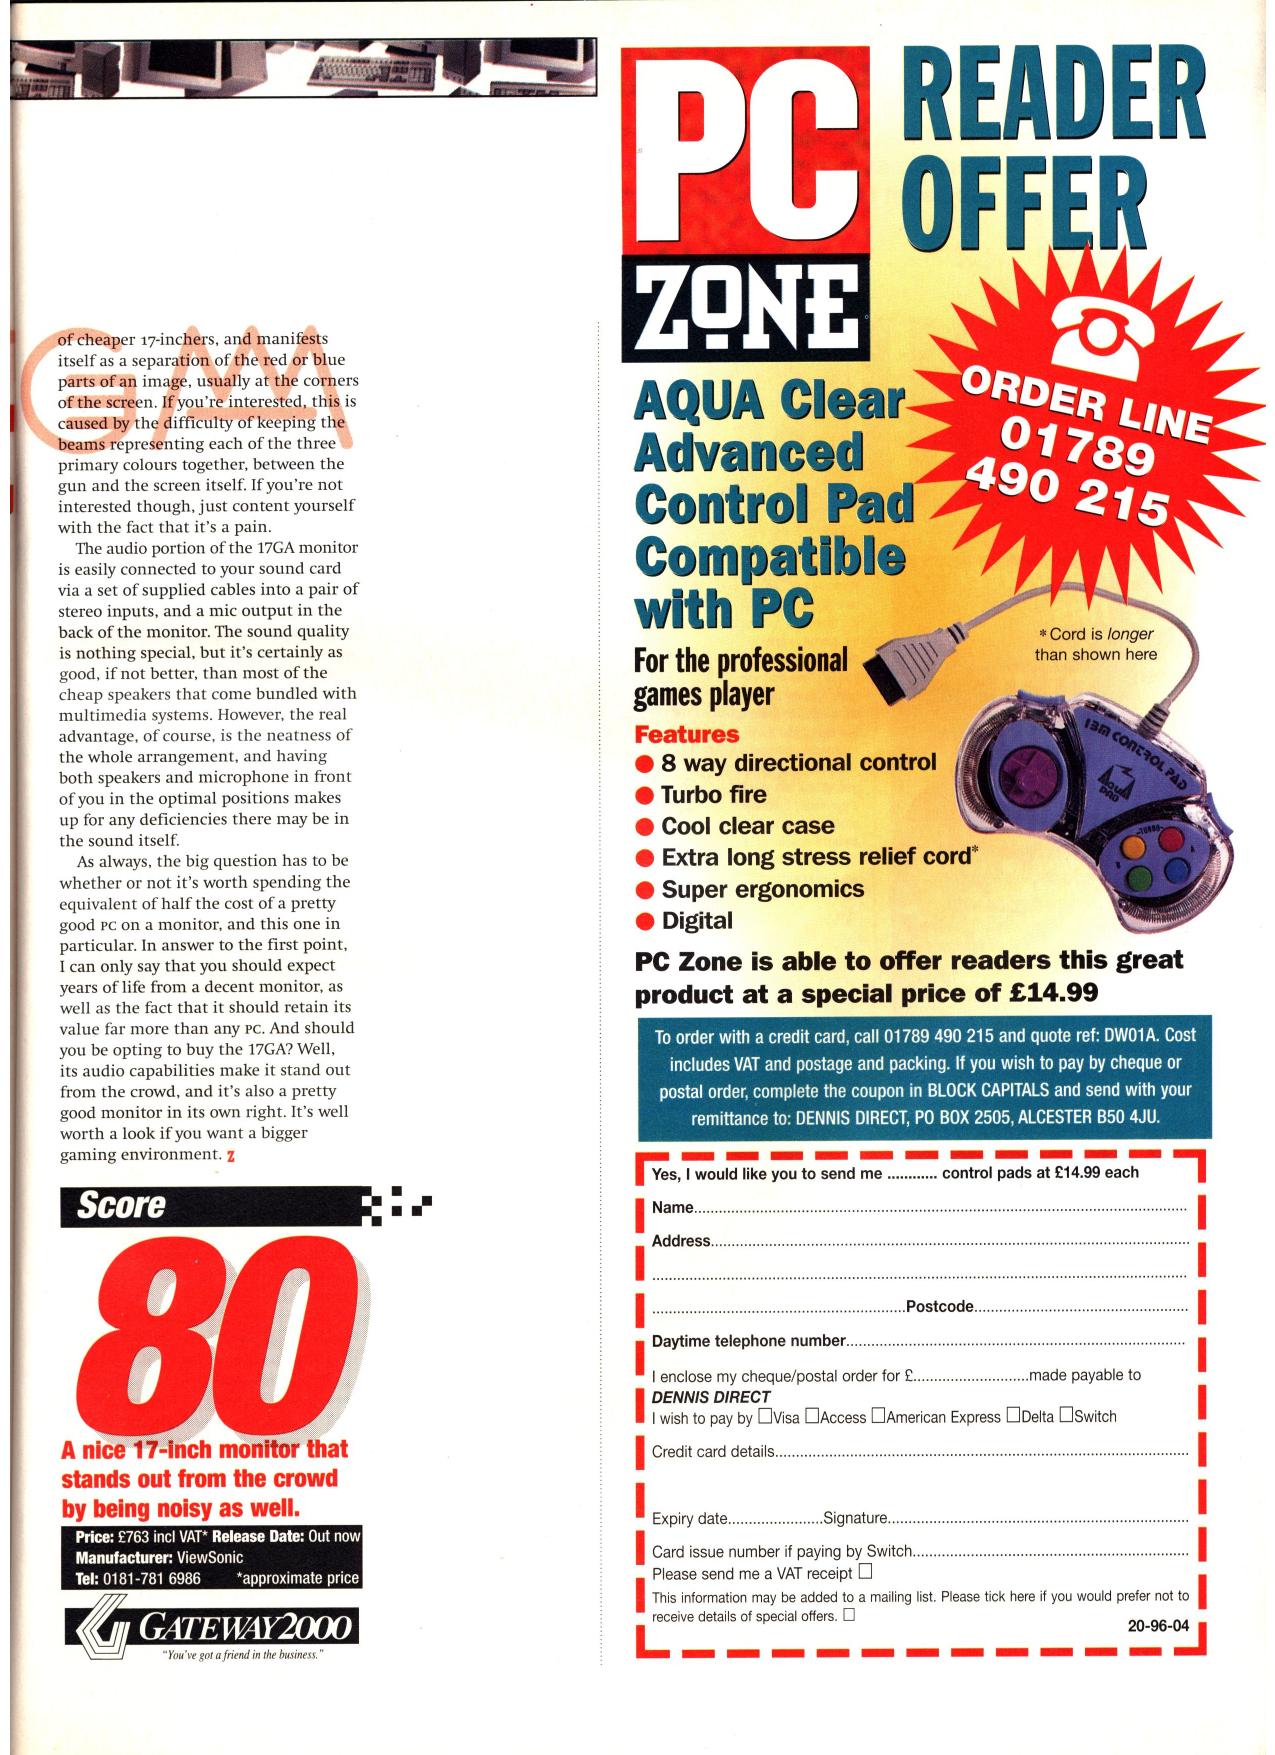 of cheaper 17-inchers, and manifests
itself as a separation of the red or blue
parts of an image, usually at the corners
of the screen. If you're interested, this is
caused by the difficulty of keeping the
beams representing each of the three
primary colours together, between the
gun and the screen itself. If you're not
interested though, just content yourself
with the fact that it's a pain.
The audio portion of the 17GA monitor
is easily connected to your sound card
via a set of supplied cables into a pair of
stereo inputs, and a mic output in the
back of the monitor. The sound quality
is nothing special, but it's certainly as
good, if not better, than most of the
cheap speakers that come bundled with
multimedia systems. However, the real
advantage, of course, is the neatness of
the whole arrangement, and having
both speakers and microphone in front
of you in the optimal positions makes
up for any deficiencies there may be in
the sound itself.
As always, the big question has to be
whether or not it's worth spending the
equivalent of half the cost of a pretty
good PC on a monitor, and this one in
particular. In answer to the first point,
I can only say that you should expect
years of life from a decent monitor, as
well as the fact that it should retain its
value far more than any PC. And should
you be opting to buy the 17GA? Well,
its audio capabilities make it stand out
from the crowd, and it's also a pretty
good monitor in its own right. It's well
worth a look if you want a bigger
gaming environment. Z
Score
80
A nice 17-inch monitor that
stands out from the crowd
by being noisy as well.
Price: £763 incl VAT* Release Date: Out now
Manufacturer: ViewSonic
Tel: 0181-781 6986 *approximate price
GATEWAY2000
"You've got a friend in the business."
PC
ZONE
READER
OFFER
ORDER LINE
01789
490 215
AQUA Clear
Advanced
Control Pad
Compatible
with PC
For the professional
games player
* Cord is longer
than shown here
IBM CONTROL PAD
AQUA
PAD
TURBO
A
B
Features
● 8 way directional control
● Turbo fire
● Cool clear case
● Extra long stress relief cord*
● Super ergonomics
● Digital
PC Zone is able to offer readers this great
product at a special price of £14.99
To order with a credit card, call 01789 490 215 and quote ref: DW01A. Cost
includes VAT and postage and packing. If you wish to pay by cheque or
postal order, complete the coupon in BLOCK CAPITALS and send with your
remittance to: DENNIS DIRECT, PO BOX 2505, ALCESTER B50 4JU.
Yes, I would like you to send me ............ control pads at £14.99 each
Name....................
Address....................
....................
....................Postcode....................
Daytime telephone number....................
I enclose my cheque/postal order for £....................made payable to
DENNIS DIRECT
I wish to pay by ☐Visa ☐Access ☐American Express ☐Delta ☐Switch
Credit card details....................
Expiry date....................Signature....................
Card issue number if paying by Switch....................
Please send me a VAT receipt ☐
This information may be added to a mailing list. Please tick here if you would prefer not to
receive details of special offers. ☐
20-96-04